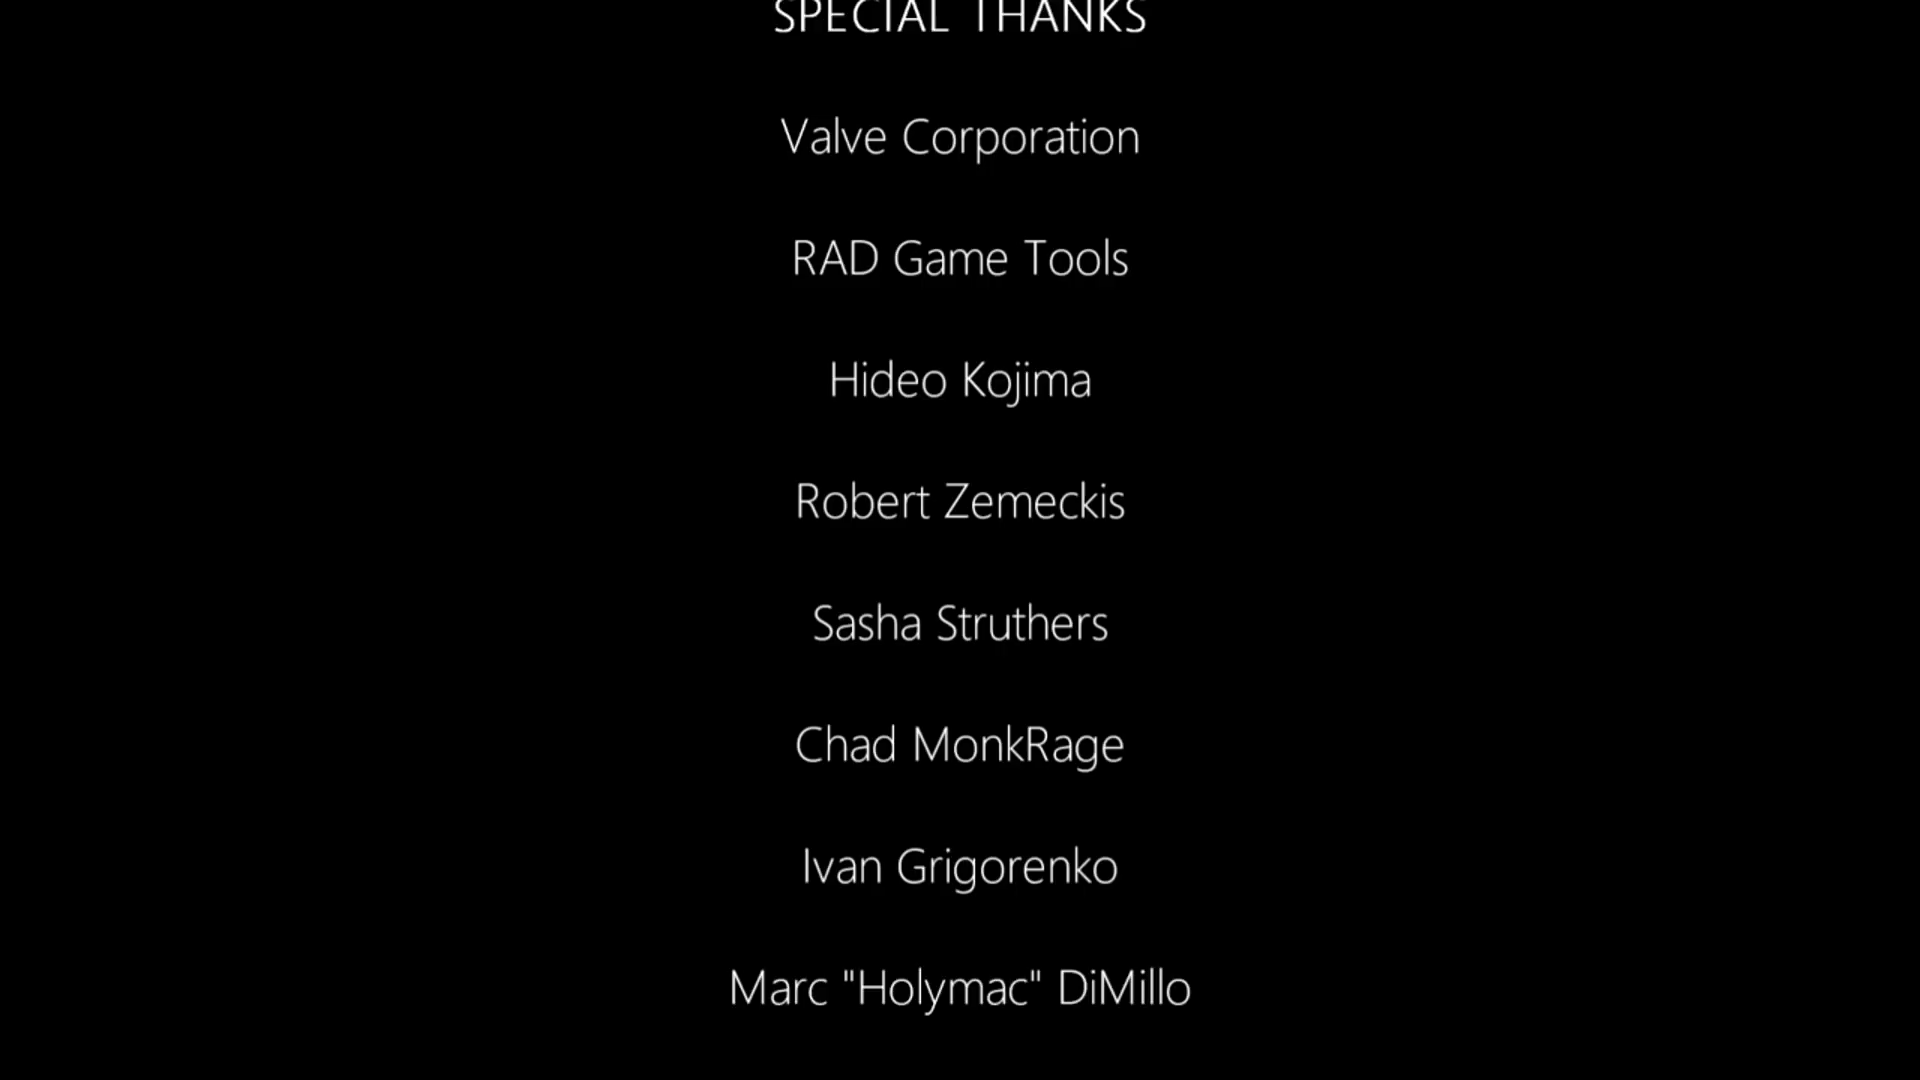 SPECIAL THANKS
Valve Corporation
RAD Game Tools
Hideo Kojima
Robert Zemeckis
Sasha Struthers
Chad MonkRage
Ivan Grigorenko
Marc "Holymac" DiMillo